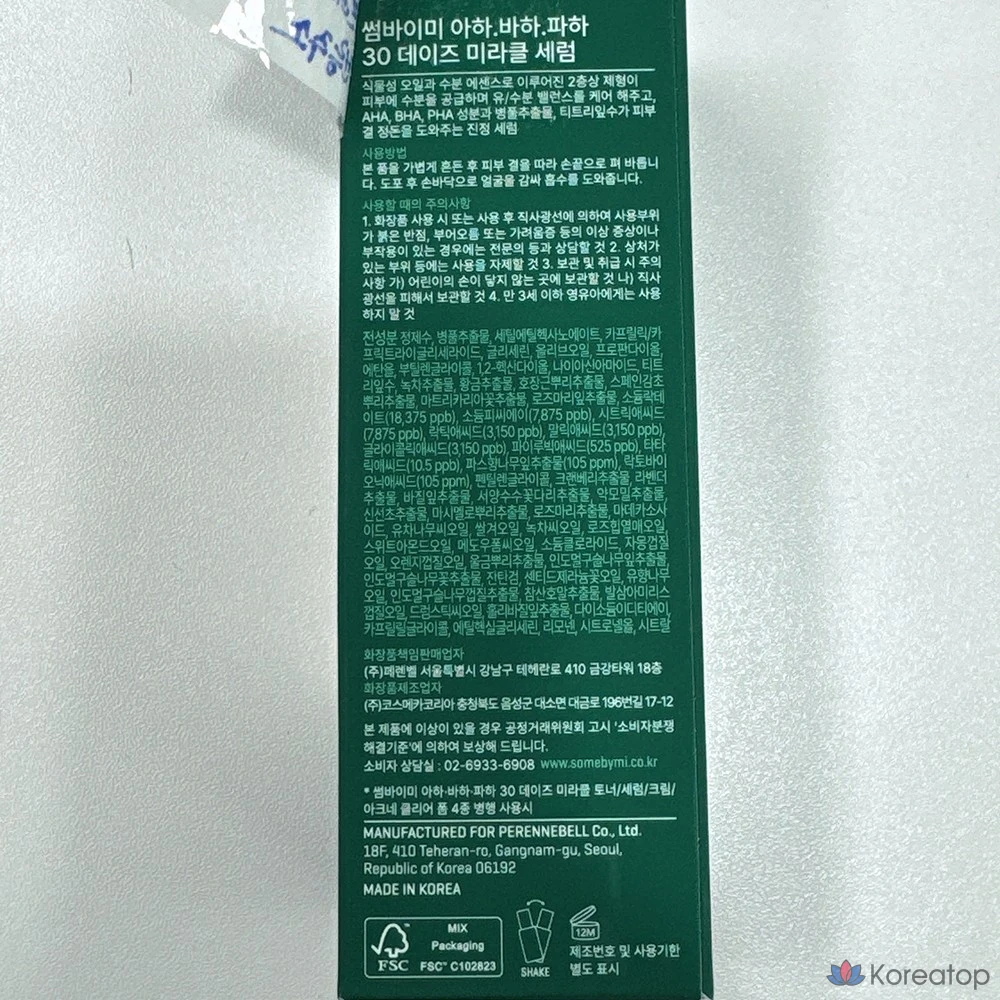 썸바이미 아하.바하.파하
30 데이즈 미라클 세럼
식물성 오일과 수분 에센스로 이루어진 2층상 제형이
피부에 수분을 공급하며 유/수분 밸런스를 케어 해주고,
AHA, BHA, PHA 성분과 병풀추출물, 티트리잎수가 피부
결 정돈을 도와주는 진정 세럼
사용방법
본 품을 가볍게 흔든 후 피부 결을 따라 손끝으로 펴 바릅니
다. 도포 후 손바닥으로 얼굴을 감싸 흡수를 도와줍니다.
사용할 때의 주의사항
1. 화장품 사용 시 또는 사용 후 직사광선에 의하여 사용부위
가 붉은 반점, 부어오름 또는 가려움증 등의 이상 증상이나
부작용이 있는 경우에는 전문의 등과 상담할 것 2. 상처가
있는 부위 등에는 사용을 자제할 것 3. 보관 및 취급 시 주의
사항 가) 어린이의 손이 닿지 않는 곳에 보관할 것 나) 직사
광선을 피해서 보관할 것 4. 만 3세 이하 영유아에게는 사용
하지 말 것
전성분 정제수, 병풀추출물, 세틸에틸헥사노에이트, 카프릴릭/카
프릭트라이글리세라이드, 글리세린, 올리브오일, 프로판다이올,
에탄올, 부틸렌글라이콜, 1,2-헥산다이올, 나이아신아마이드, 티트
리잎수, 녹차추출물, 황금추출물, 호장근뿌리추출물, 스페인감초
뿌리추출물, 마트리카리아꽃추출물, 로즈마리잎추출물, 소듐락테
이트(18,375 ppb), 소듐피씨에이(7,875 ppb), 시트릭애씨드
(7,875 ppb), 락틱애씨드(3,150 ppb), 말릭애씨드(3,150 ppb),
글라이콜릭애씨드(3,150 ppb), 파이루빅애씨드(525 ppb), 타타
릭애씨드(10.5 ppb), 파스향나무잎추출물(105 ppm), 락토바이
오닉애씨드(105 ppm), 펜틸렌글라이콜, 크랜베리추출물, 라벤더
추출물, 바질잎추출물, 서양수수꽃다리추출물, 약모밀추출물,
신선초추출물, 마시멜로뿌리추출물, 로즈마리추출물, 마데카소사
이드, 유차나무씨오일, 쌀겨오일, 녹차씨오일, 로즈힙열매오일,
스위트아몬드오일, 메도우폼씨오일, 소듐클로라이드, 자몽껍질
오일, 오렌지껍질오일, 울금뿌리추출물, 인도멀구슬나무잎추출물,
인도멀구슬나무꽃추출물, 잔탄검, 센티드제라늄꽃오일, 유향나무
오일, 인도멀구슬나무껍질추출물, 참산호말추출물, 발삼아미리스
껍질오일, 드럼스틱씨오일, 홀리바질잎추출물, 다이소듐이디티에이,
카프릴릴글라이콜, 에틸헥실글리세린, 리모넨, 시트로넬올, 시트랄
화장품책임판매업자
(주)페렌벨 서울특별시 강남구 테헤란로 410 금강타워 18층
화장품제조업자
(주)코스메카코리아 충청북도 음성군 대소면 대금로 196번길 17-12
본 제품에 이상이 있을 경우 공정거래위원회 고시 '소비자분쟁
해결기준'에 의하여 보상해 드립니다.
소비자 상담실 : 02-6933-6908 www.somebymi.co.kr
* 썸바이미 아하·바하·파하 30 데이즈 미라클 토너/세럼/크림/
아크네 클리어 폼 4종 병행 사용시
MANUFACTURED FOR PERENNEBELL Co., Ltd.
18F, 410 Teheran-ro, Gangnam-gu, Seoul,
Republic of Korea 06192
MADE IN KOREA
FSC
MIX
Packaging
FSC™ C102823
SHAKE
12M
제조번호 및 사용기한
별도 표시
Koreatop